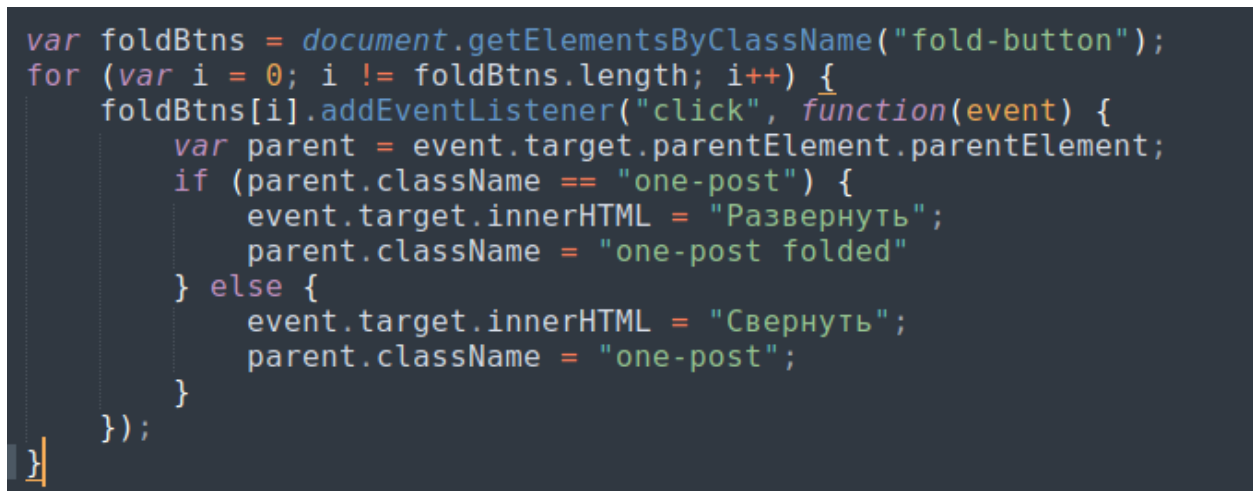 var foldBtns = document.getElementsByClassName("fold-button");
for (var i = 0; i != foldBtns.length; i++) {
    foldBtns[i].addEventListener("click", function(event) {
        var parent = event.target.parentElement.parentElement;
        if (parent.className == "one-post") {
            event.target.innerHTML = "Развернуть";
            parent.className = "one-post folded"
        } else {
            event.target.innerHTML = "Свернуть";
            parent.className = "one-post";
        }
    });
}